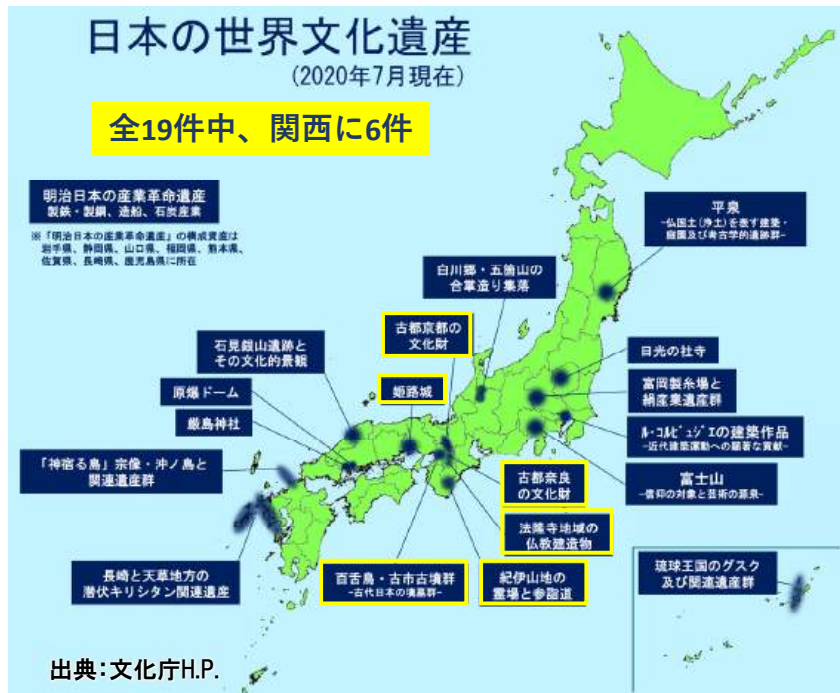 日本の世界文化遺産
(2020年7月現在)
全19件中、関西に6件
明治日本の産業革命遺産
製鉄・製鋼、造船、石炭産業
※「明治日本の産業革命遺産」の構成資産は
岩手県、静岡県、山口県、福岡県、熊本県、
佐賀県、長崎県、鹿児島県に所在
平泉
-仏国土(浄土)を表す建築・
庭園及び考古学的遺跡群-
白川郷・五箇山の
合掌造り集落
古都京都の
文化財
石見銀山遺跡と
その文化的景観
日光の社寺
原爆ドーム
姫路城
富岡製糸場と
絹産業遺産群
厳島神社
ル・コルビュジエの建築作品
-近代建築運動への顕著な貢献-
「神宿る島」宗像・沖ノ島と
関連遺産群
古都奈良
の文化財
富士山
-信仰の対象と芸術の源泉-
法隆寺地域の
仏教建造物
長崎と天草地方の
潜伏キリシタン関連遺産
百舌鳥・古市古墳群
-古代日本の墳墓群-
紀伊山地の
霊場と参詣道
琉球王国のグスク
及び関連遺産群
出典：文化庁H.P.